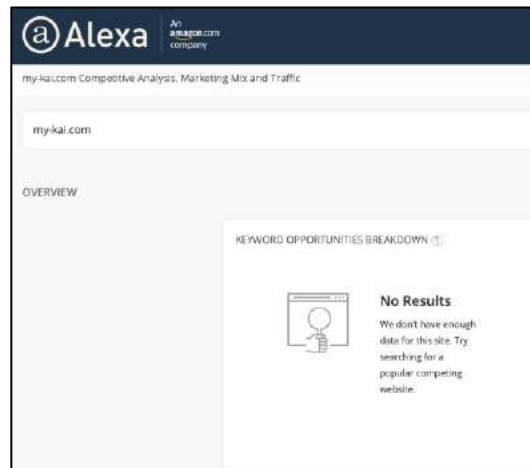 a Alexa
An
amazon.com
company
my-kai.com Competitive Analysis, Marketing Mix and Traffic
my-kai.com
OVERVIEW
KEYWORD OPPORTUNITIES BREAKDOWN ?
No Results
We don't have enough
data for this site. Try
searching for a
popular competing
website.